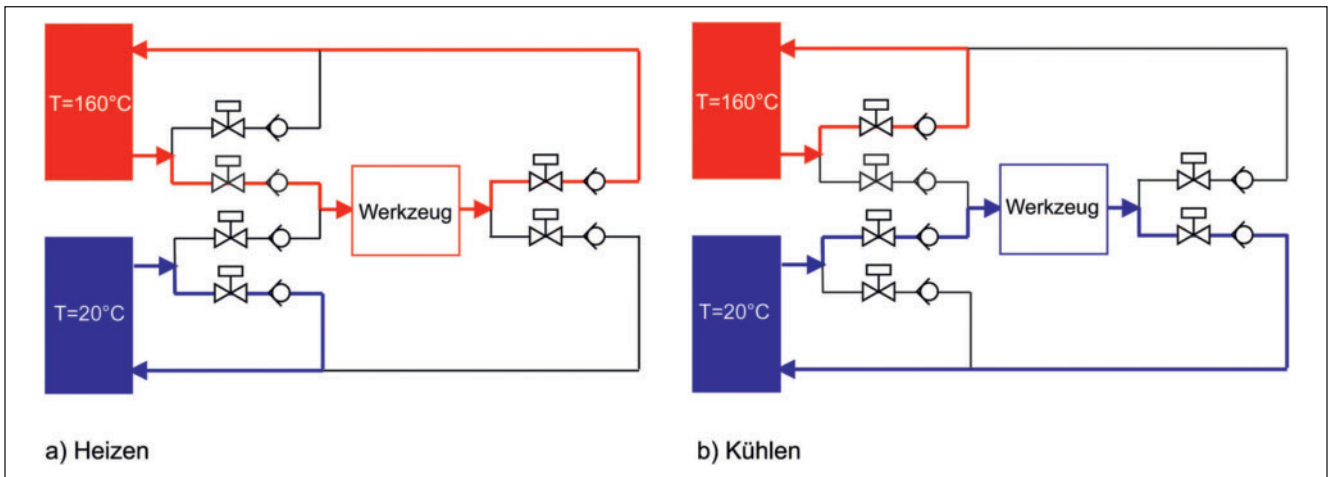 T=160°C
Werkzeug
T=20°C
a) Heizen
T=160°C
Werkzeug
T=20°C
b) Kühlen